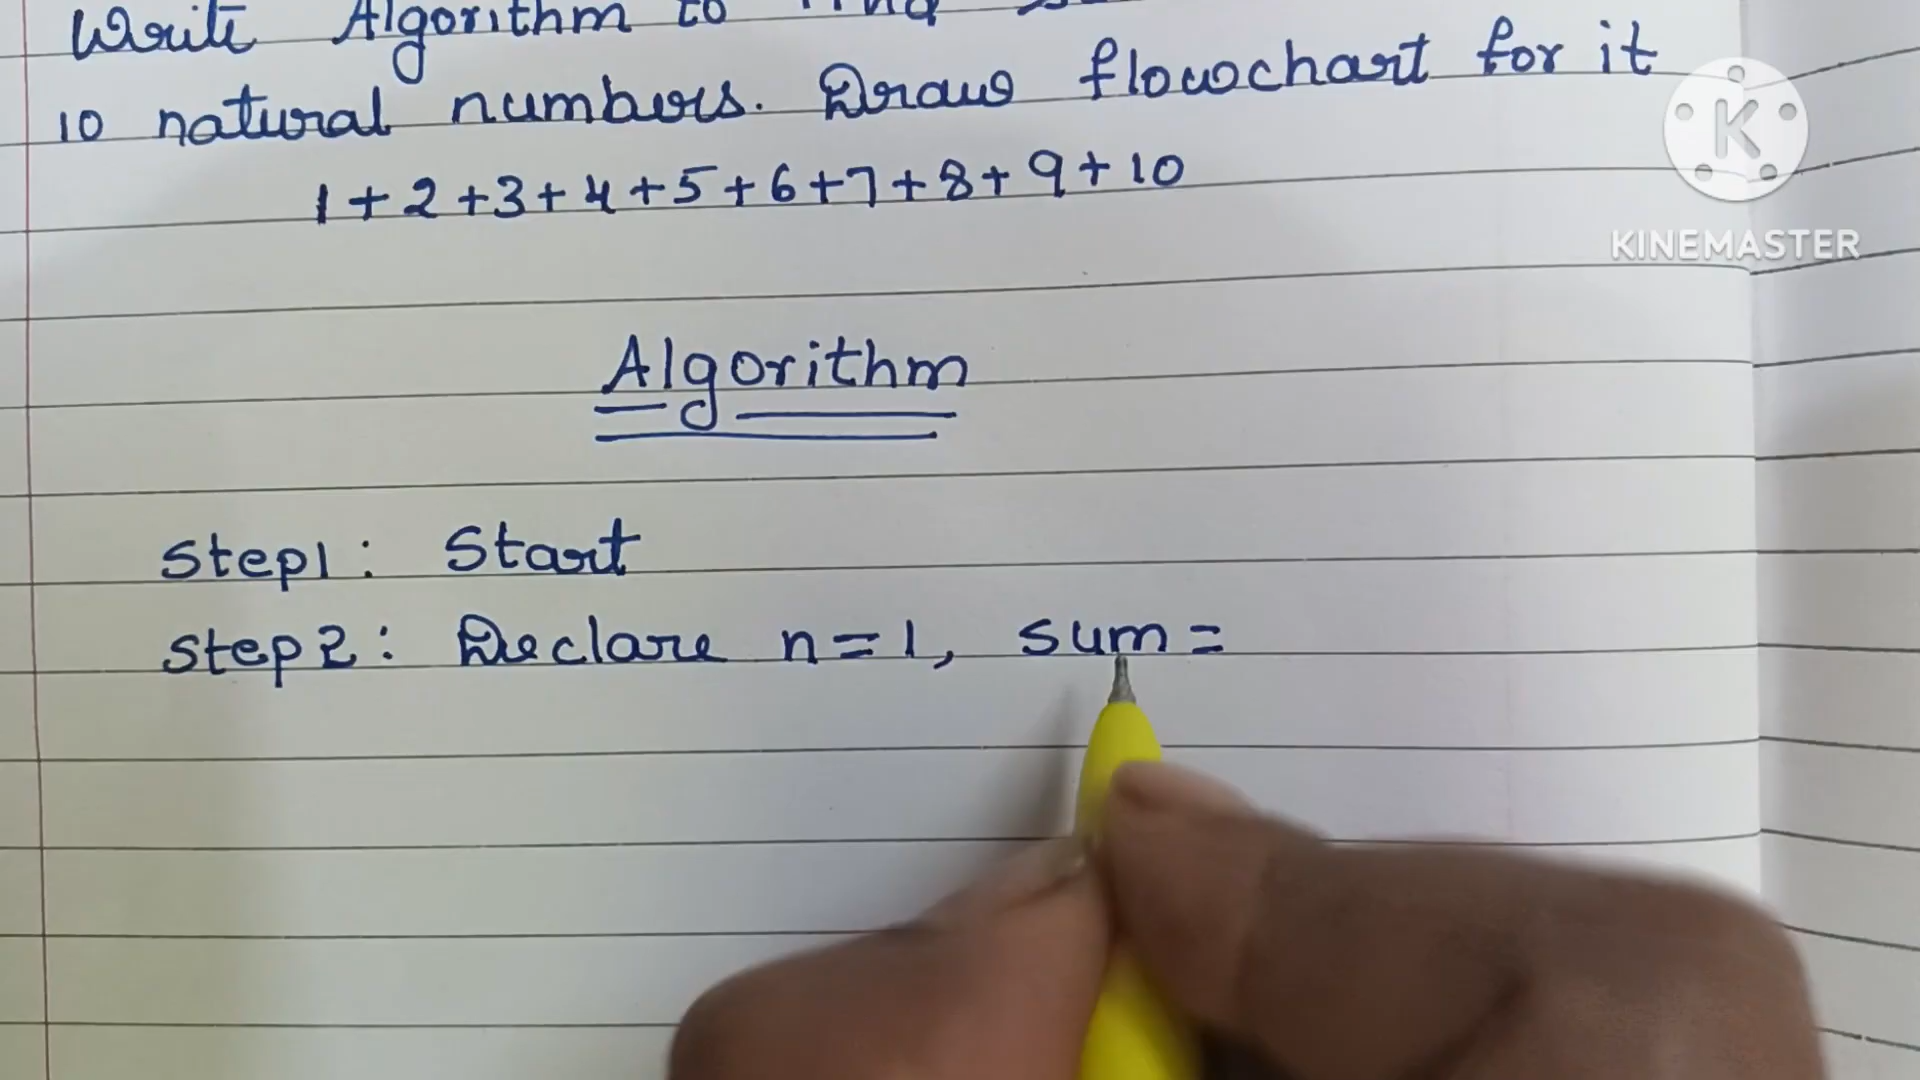 Write Algorithm to find
10 natural numbers. Draw flowchart for it
1+2+3+4+5+6+7+8+9+10
K
KINEMASTER
Algorithm
Step1: Start
Step2: Declare n=1, sum=